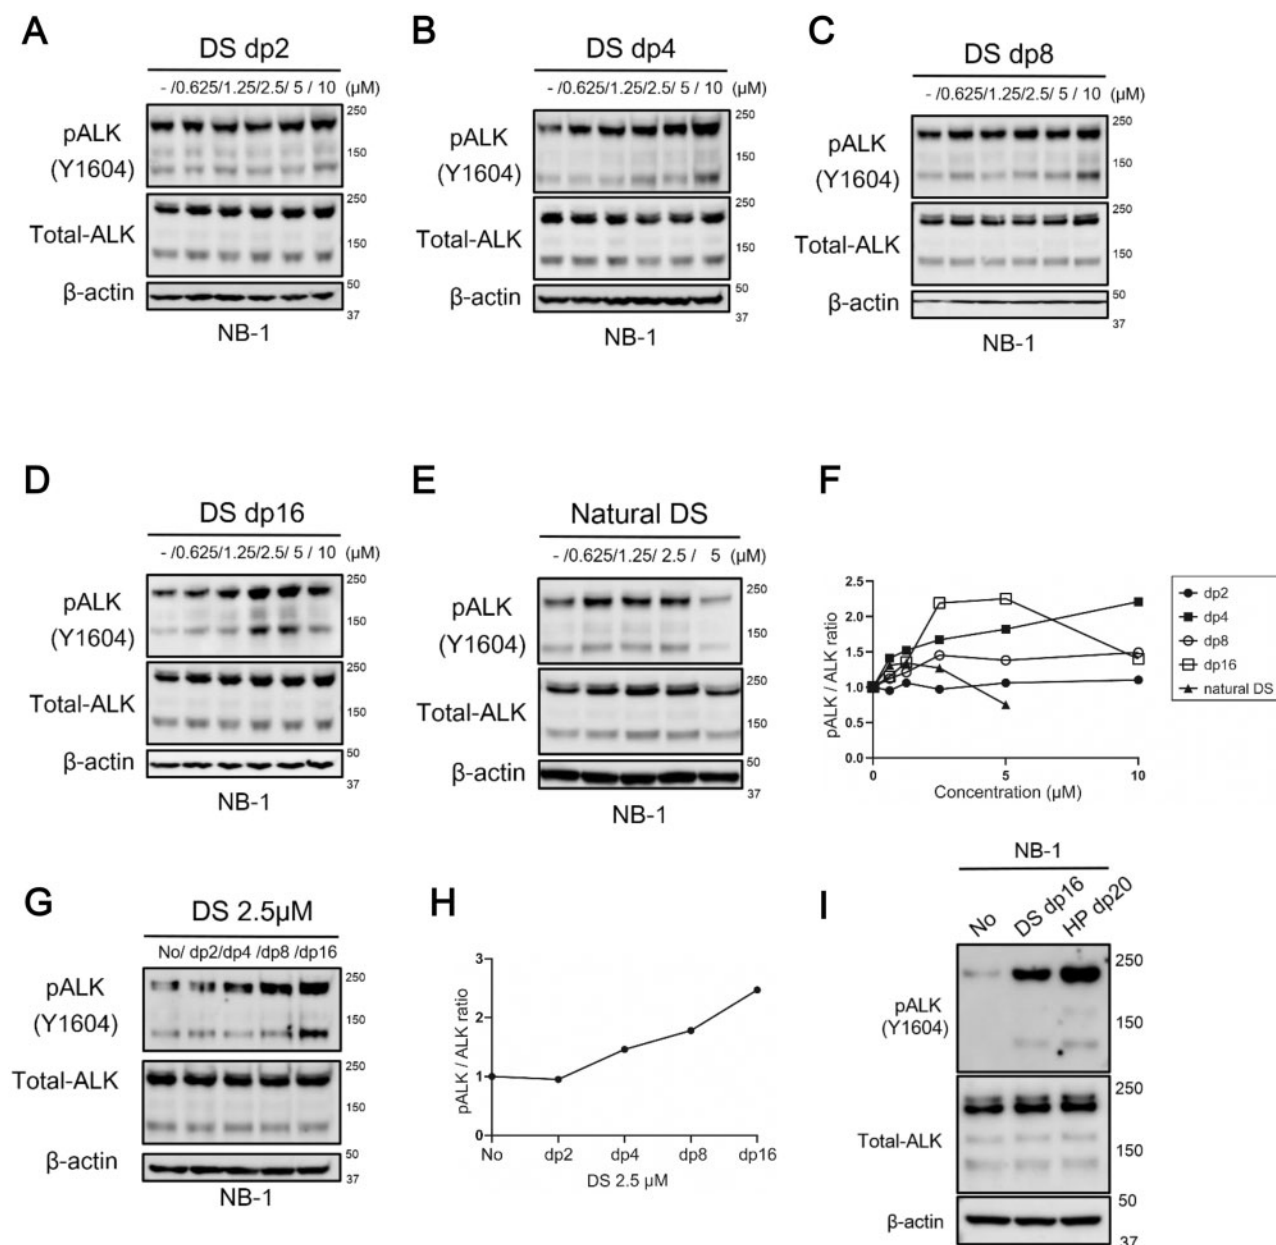 A
DS dp2
- /0.625/1.25/2.5/ 5 / 10 (μM)
pALK
(Y1604)
250
150
Total-ALK
250
150
β-actin
50
37
NB-1
B
DS dp4
- /0.625/1.25/2.5/ 5 / 10 (μM)
pALK
(Y1604)
250
150
Total-ALK
250
150
β-actin
50
37
NB-1
C
DS dp8
- /0.625/1.25/2.5/ 5 / 10 (μM)
pALK
(Y1604)
250
150
Total-ALK
250
150
β-actin
50
37
NB-1
D
DS dp16
- /0.625/1.25/2.5/ 5 / 10 (μM)
pALK
(Y1604)
250
150
Total-ALK
250
150
β-actin
50
37
NB-1
E
Natural DS
- /0.625/1.25/ 2.5 / 5 (μM)
pALK
(Y1604)
250
150
Total-ALK
250
150
β-actin
50
37
NB-1
F
pALK / ALK ratio
2.5
2.0
1.5
1.0
0.5
0.0
0 5 10
Concentration (μM)
dp2
dp4
dp8
dp16
natural DS
G
DS 2.5μM
No/ dp2/dp4 /dp8 /dp16
pALK
(Y1604)
250
150
Total-ALK
250
150
β-actin
50
37
NB-1
H
pALK / ALK ratio
3
2
1
0
No dp2 dp4 dp8 dp16
DS 2.5 μM
I
NB-1
No DS dp16 HP dp20
pALK
(Y1604)
250
150
Total-ALK
250
150
β-actin
50
37